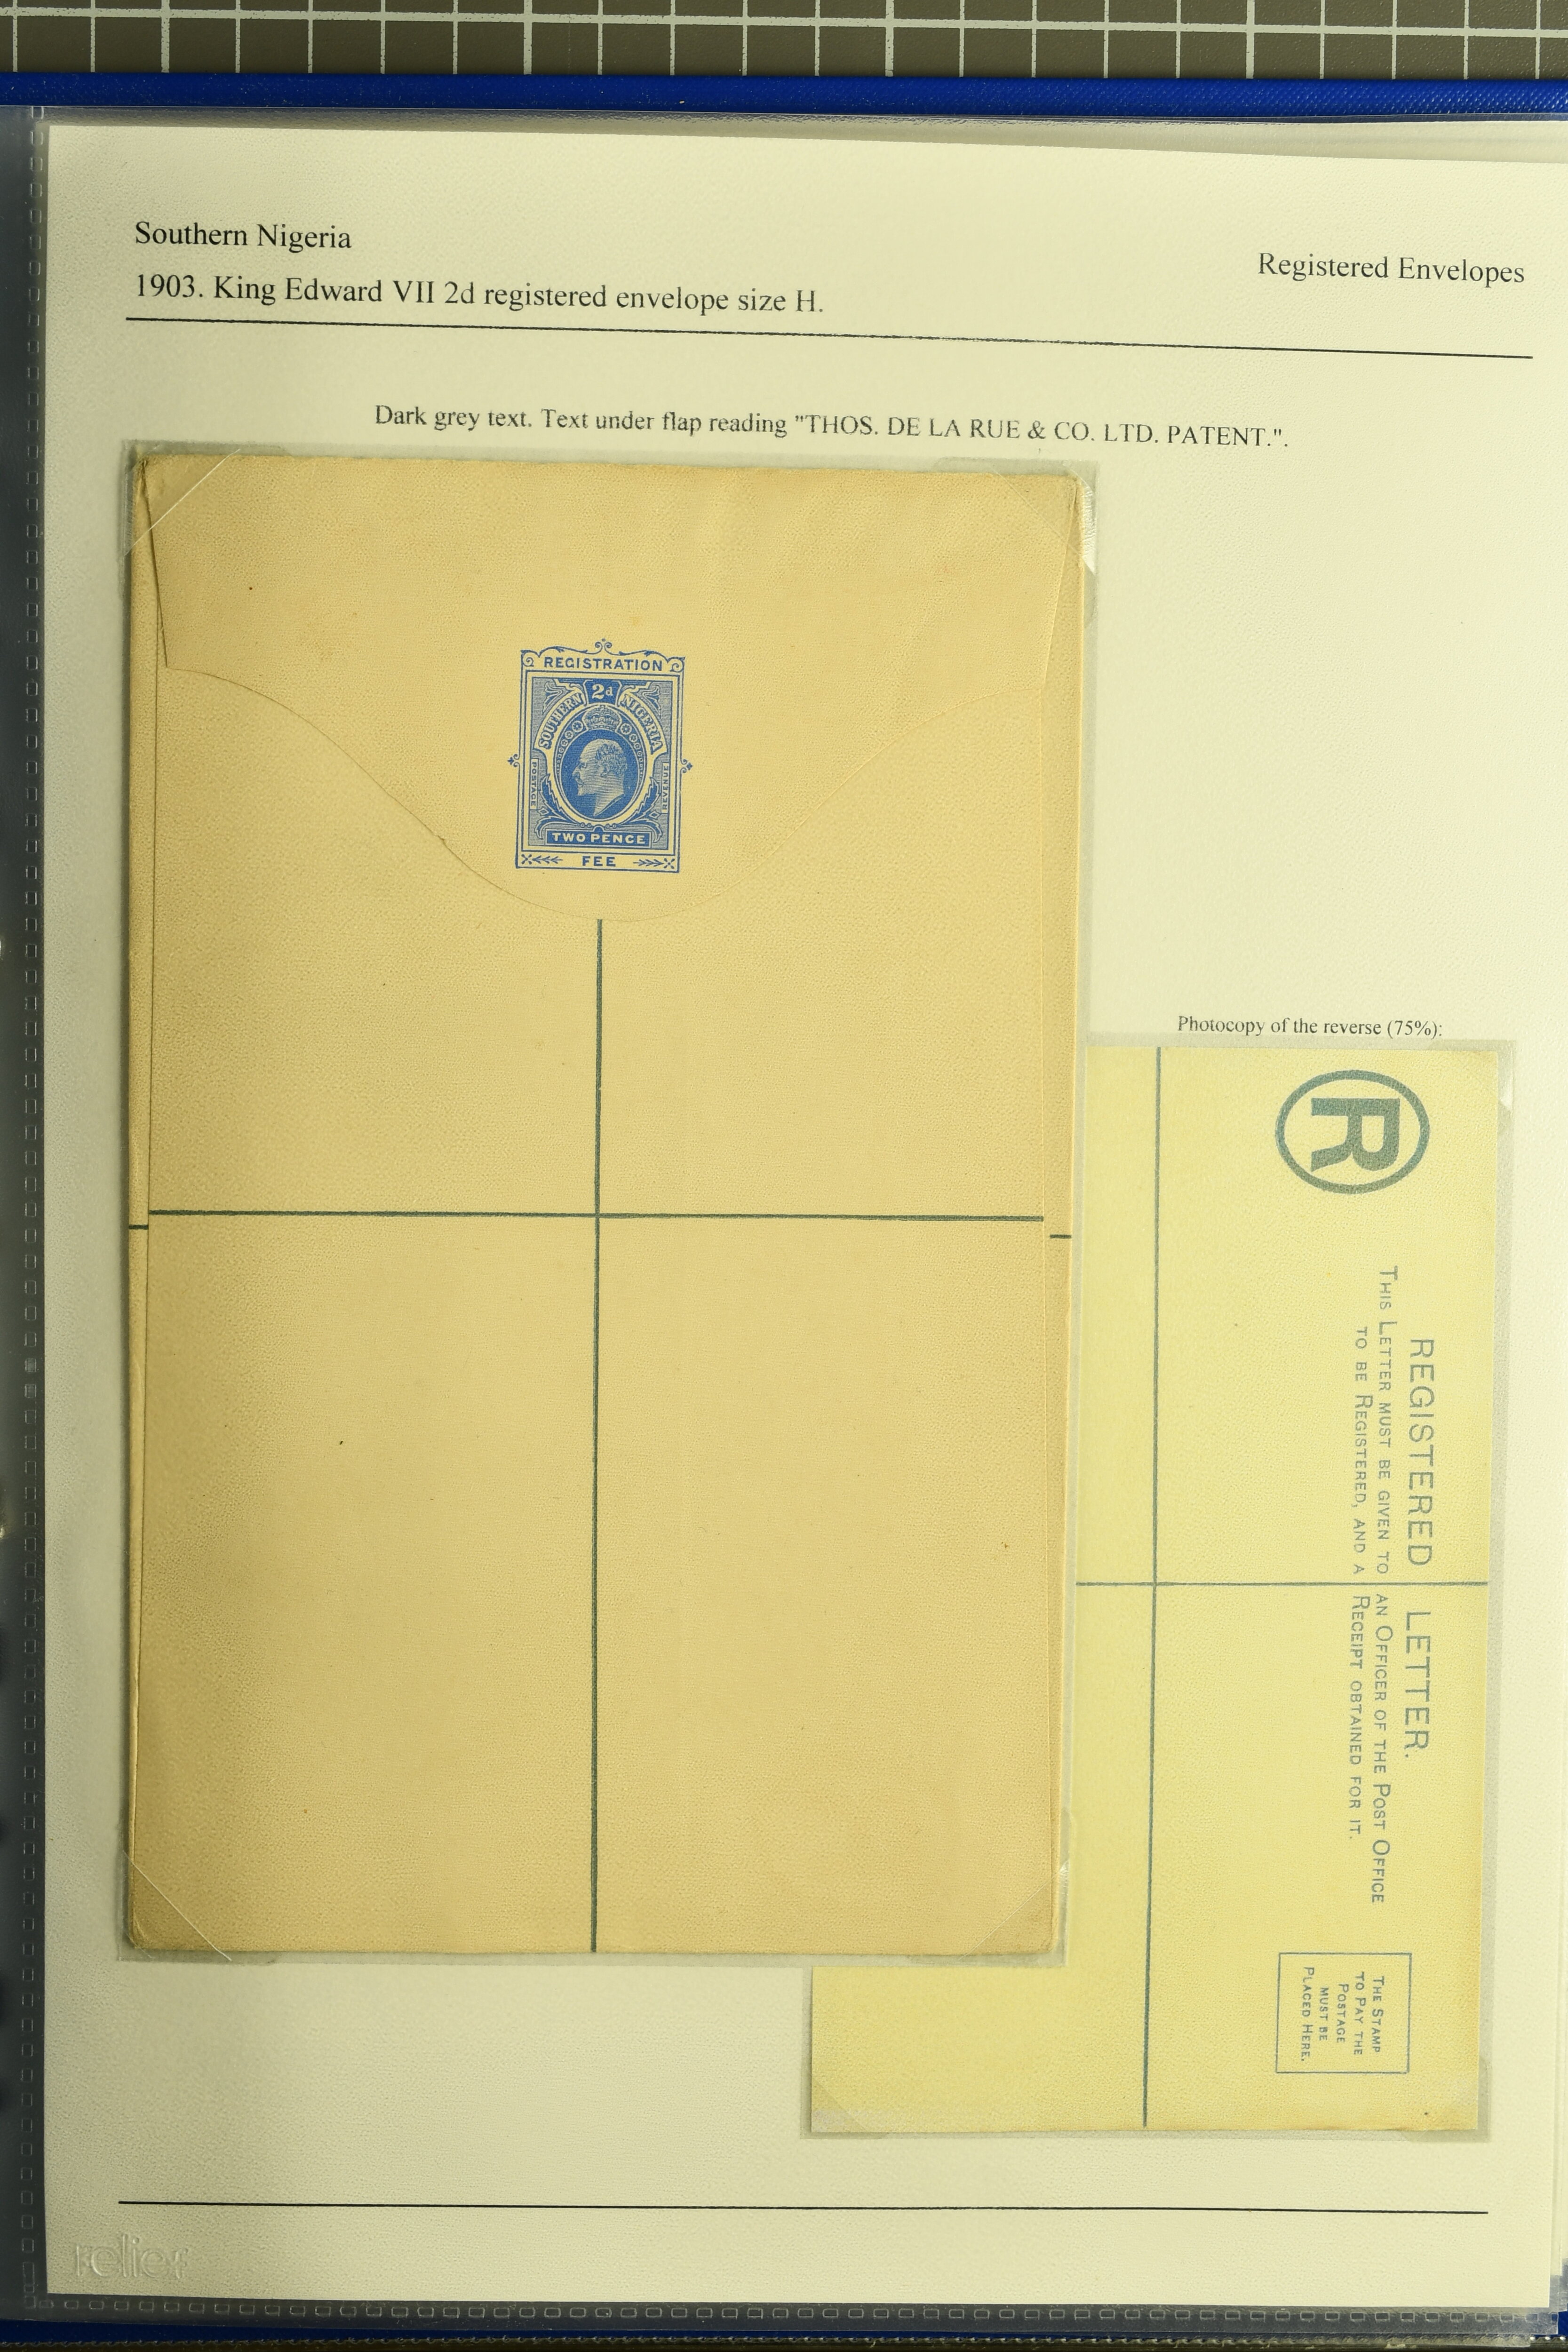 Southern Nigeria
Registered Envelopes
1903. King Edward VII 2d registered envelope size H.
Dark grey text. Text under flap reading "THOS. DE LA RUE & CO. LTD. PATENT.".
REGISTRATION
2d
SOUTHERN NIGERIA
POSTAGE
REVENUE
TWO PENCE
FEE
Photocopy of the reverse (75%):
R
REGISTERED LETTER.
THIS LETTER MUST BE GIVEN TO AN OFFICER OF THE POST OFFICE
TO BE REGISTERED, AND A RECEIPT OBTAINED FOR IT.
THE STAMP
TO PAY THE
POSTAGE
MUST BE
PLACED HERE.
relief